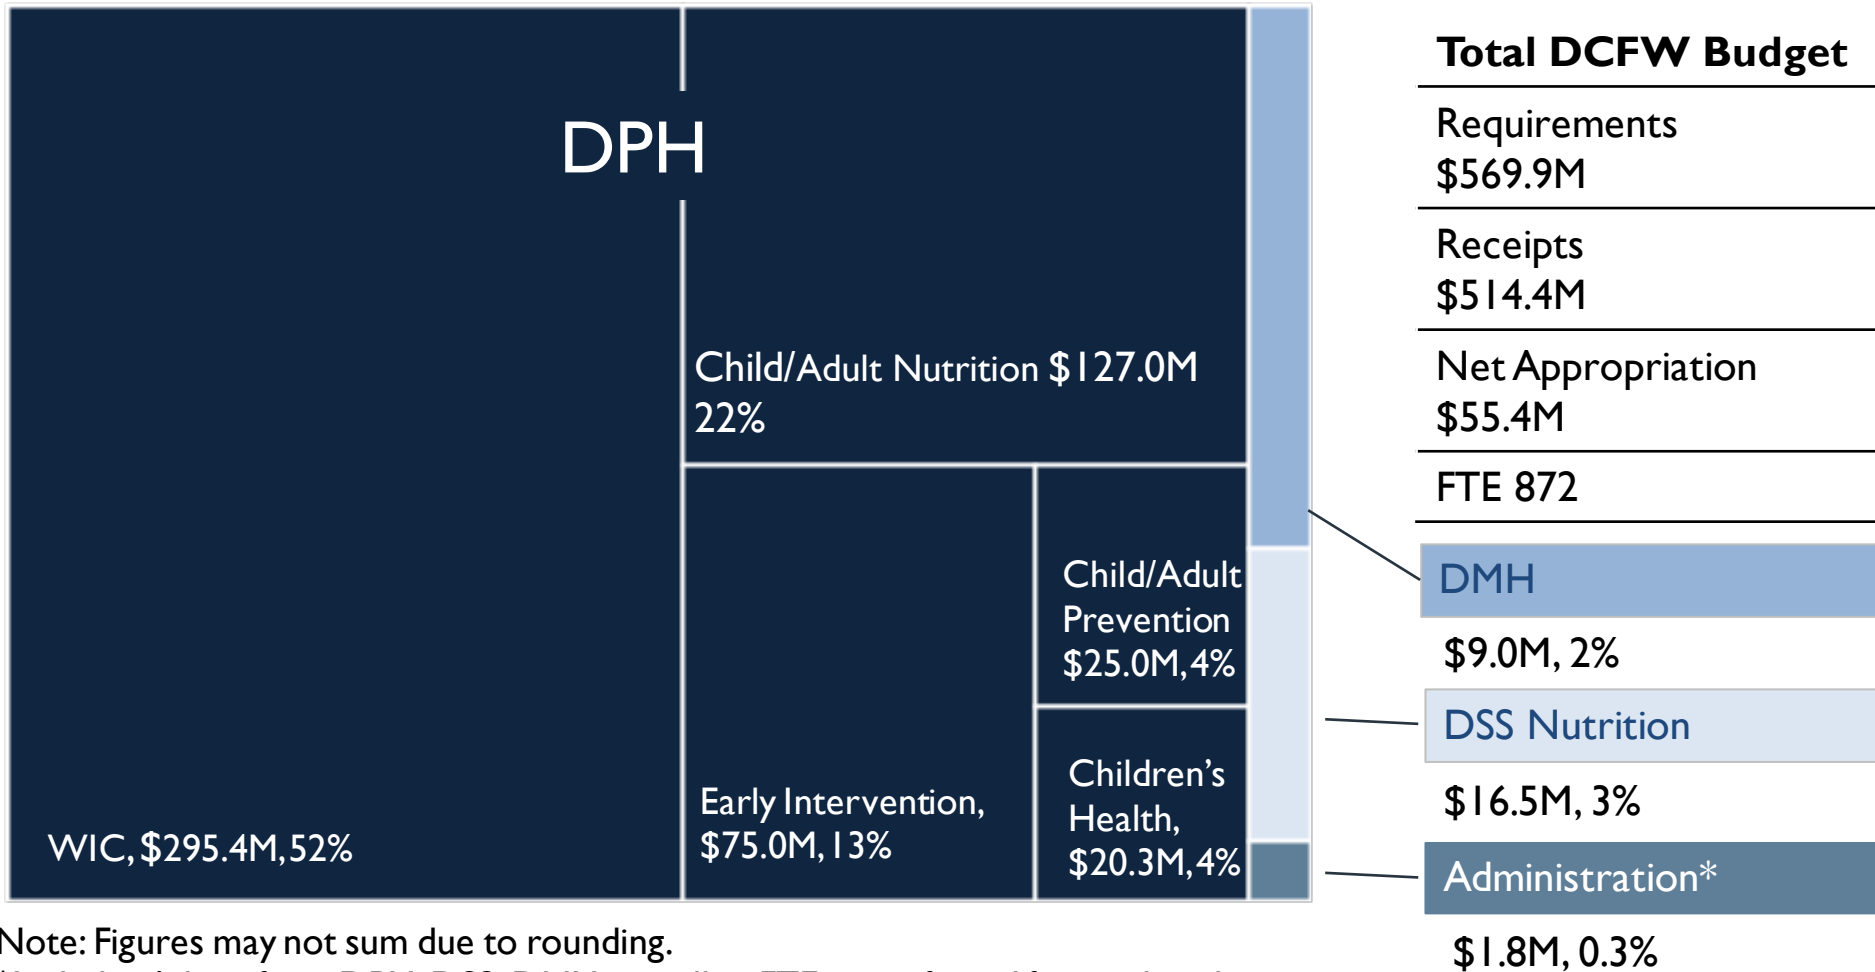 DPH
Child/Adult Nutrition $127.0M
22%
WIC, $295.4M, 52%
Early Intervention,
$75.0M, 13%
Child/Adult
Prevention
$25.0M, 4%
Children's
Health,
$20.3M, 4%
Total DCFW Budget
Requirements
$569.9M
Receipts
$514.4M
Net Appropriation
$55.4M
FTE 872
DMH
$9.0M, 2%
DSS Nutrition
$16.5M, 3%
Administration*
$1.8M, 0.3%
Note: Figures may not sum due to rounding.